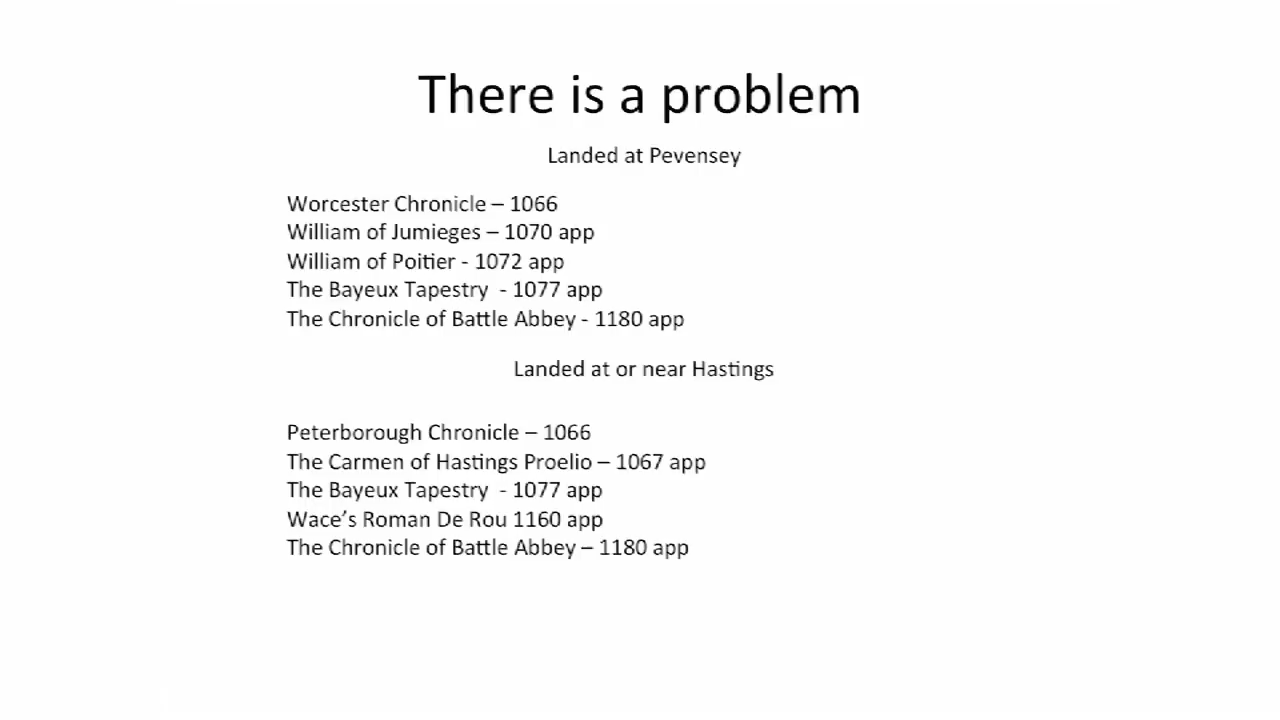 There is a problem
Landed at Pevensey
Worcester Chronicle – 1066
William of Jumieges – 1070 app
William of Poitier - 1072 app
The Bayeux Tapestry  - 1077 app
The Chronicle of Battle Abbey - 1180 app
Landed at or near Hastings
Peterborough Chronicle – 1066
The Carmen of Hastings Proelio – 1067 app
The Bayeux Tapestry  - 1077 app
Wace’s Roman De Rou 1160 app
The Chronicle of Battle Abbey – 1180 app